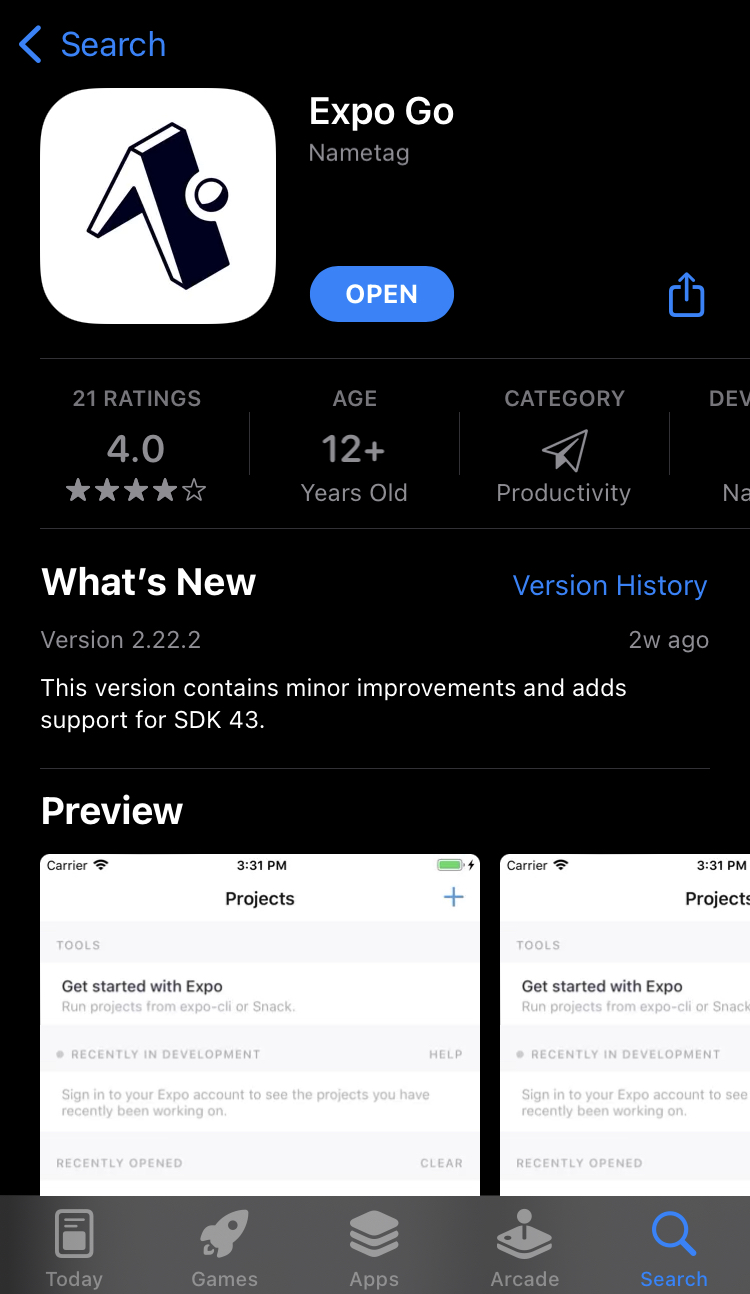 Search
Expo Go
Nametag
OPEN
21 RATINGS
4.0
AGE
12+
Years Old
CATEGORY
Productivity
DEV
Na
What's New
Version History
Version 2.22.2
2w ago
This version contains minor improvements and adds
support for SDK 43.
Preview
Carrier
3:31 PM
Projects
TOOLS
Get started with Expo
Run projects from expo-cli or Snack.
RECENTLY IN DEVELOPMENT
HELP
Sign in to your Expo account to see the projects you have
recently been working on.
RECENTLY OPENED
CLEAR
Carrier
3:31 PM
Projects
TOOLS
Get started with Expo
Run projects from expo-cli or Snack
RECENTLY IN DEVELOPMENT
Sign in to your Expo account to see
recently been working on.
RECENTLY OPENED
Today
Games
Apps
Arcade
Search